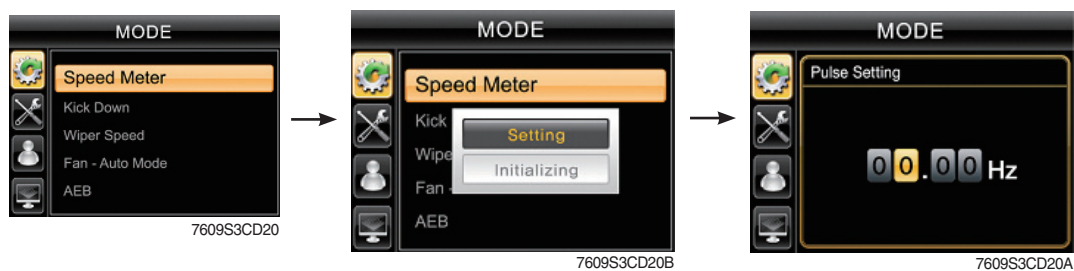 MODE
Speed Meter
Kick Down
Wiper Speed
Fan - Auto Mode
AEB
7609S3CD20
MODE
Speed Meter
Kick
Setting
Wipe
Initializing
Fan -
AEB
7609S3CD20B
MODE
Pulse Setting
00.00 Hz
7609S3CD20A